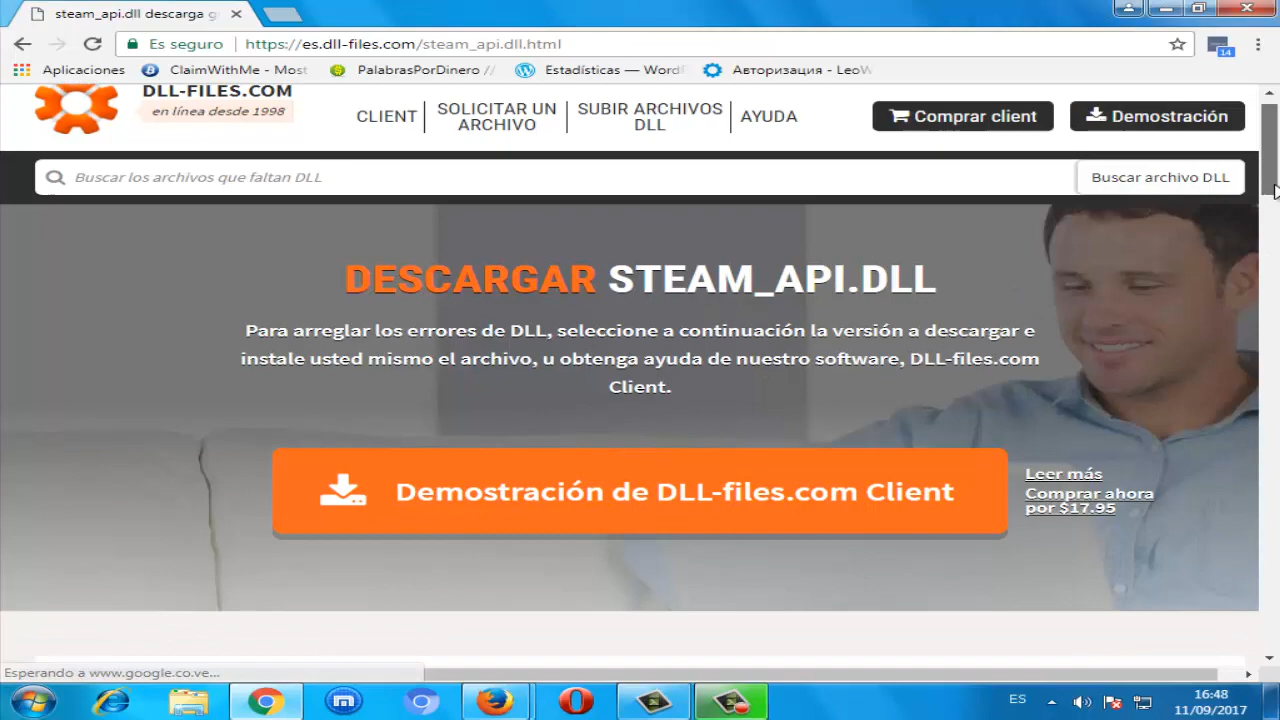 steam_api.dll descarga g
Es seguro
https://es.dll-files.com/steam_api.dll.html
14
Aplicaciones
ClaimWithMe - Most
PalabrasPorDinero //
Estadísticas — Word
Авторизация - LeoW
DLL-FILES.COM
en línea desde 1998
CLIENT
SOLICITAR UN
ARCHIVO
SUBIR ARCHIVOS
DLL
AYUDA
Comprar client
Demostración
Buscar los archivos que faltan DLL
Buscar archivo DLL
DESCARGAR STEAM_API.DLL
Para arreglar los errores de DLL, seleccione a continuación la versión a descargar e
instale usted mismo el archivo, u obtenga ayuda de nuestro software, DLL-files.com
Client.
Demostración de DLL-files.com Client
Leer más
Comprar ahora
por $17.95
Esperando a www.google.co.ve...
ES
16:48
11/09/2017